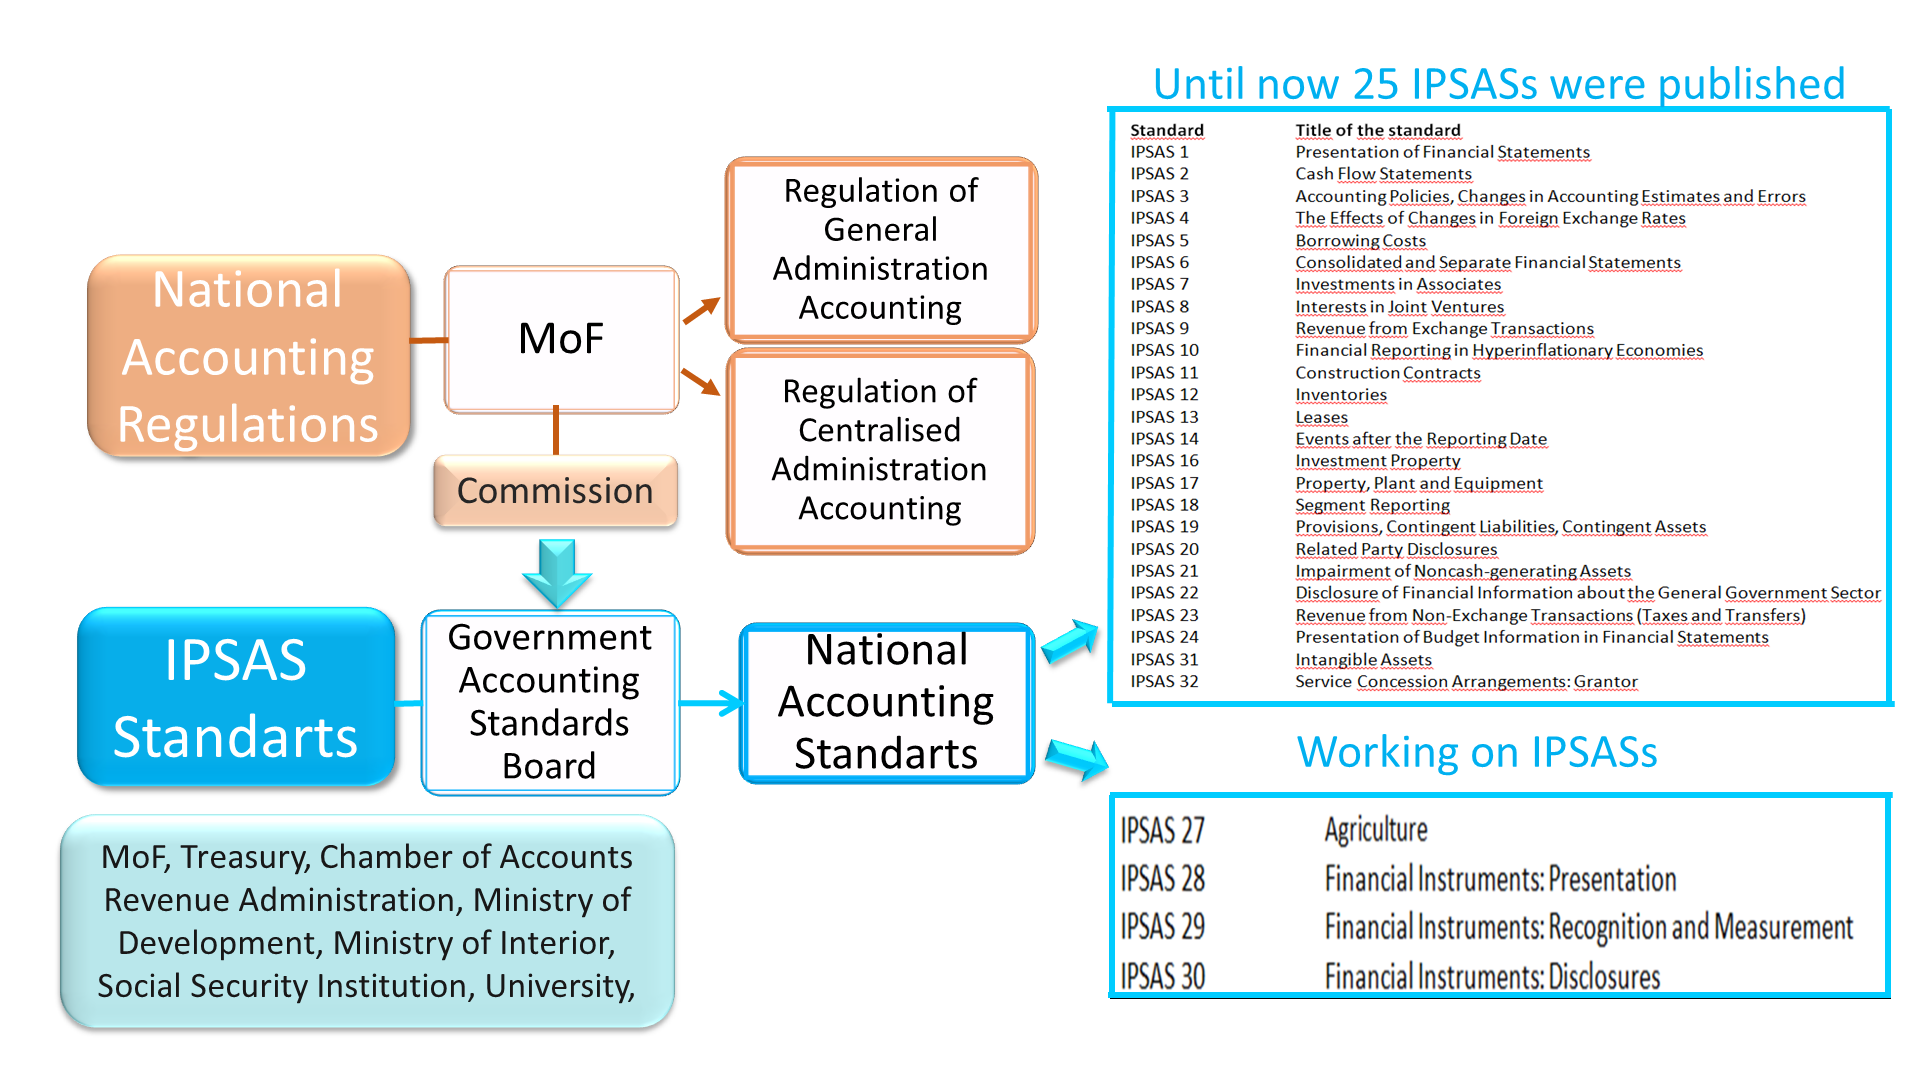 National
Accounting
Regulations
MoF
Commission
Regulation of
General
Administration
Accounting
Regulation of
Centralised
Administration
Accounting
IPSAS
Standarts
Government
Accounting
Standards
Board
National
Accounting
Standarts
MoF, Treasury, Chamber of Accounts
Revenue Administration, Ministry of
Development, Ministry of Interior,
Social Security Institution, University,
Until now 25 IPSASs were published
Standard Title of the standard
IPSAS 1 Presentation of Financial Statements
IPSAS 2 Cash Flow Statements
IPSAS 3 Accounting Policies, Changes in Accounting Estimates and Errors
IPSAS 4 The Effects of Changes in Foreign Exchange Rates
IPSAS 5 Borrowing Costs
IPSAS 6 Consolidated and Separate Financial Statements
IPSAS 7 Investments in Associates
IPSAS 8 Interests in Joint Ventures
IPSAS 9 Revenue from Exchange Transactions
IPSAS 10 Financial Reporting in Hyperinflationary Economies
IPSAS 11 Construction Contracts
IPSAS 12 Inventories
IPSAS 13 Leases
IPSAS 14 Events after the Reporting Date
IPSAS 16 Investment Property
IPSAS 17 Property, Plant and Equipment
IPSAS 18 Segment Reporting
IPSAS 19 Provisions, Contingent Liabilities, Contingent Assets
IPSAS 20 Related Party Disclosures
IPSAS 21 Impairment of Noncash-generating Assets
IPSAS 22 Disclosure of Financial Information about the General Government Sector
IPSAS 23 Revenue from Non-Exchange Transactions (Taxes and Transfers)
IPSAS 24 Presentation of Budget Information in Financial Statements
IPSAS 31 Intangible Assets
IPSAS 32 Service Concession Arrangements: Grantor
Working on IPSASs
IPSAS 27 Agriculture
IPSAS 28 Financial Instruments: Presentation
IPSAS 29 Financial Instruments: Recognition and Measurement
IPSAS 30 Financial Instruments: Disclosures